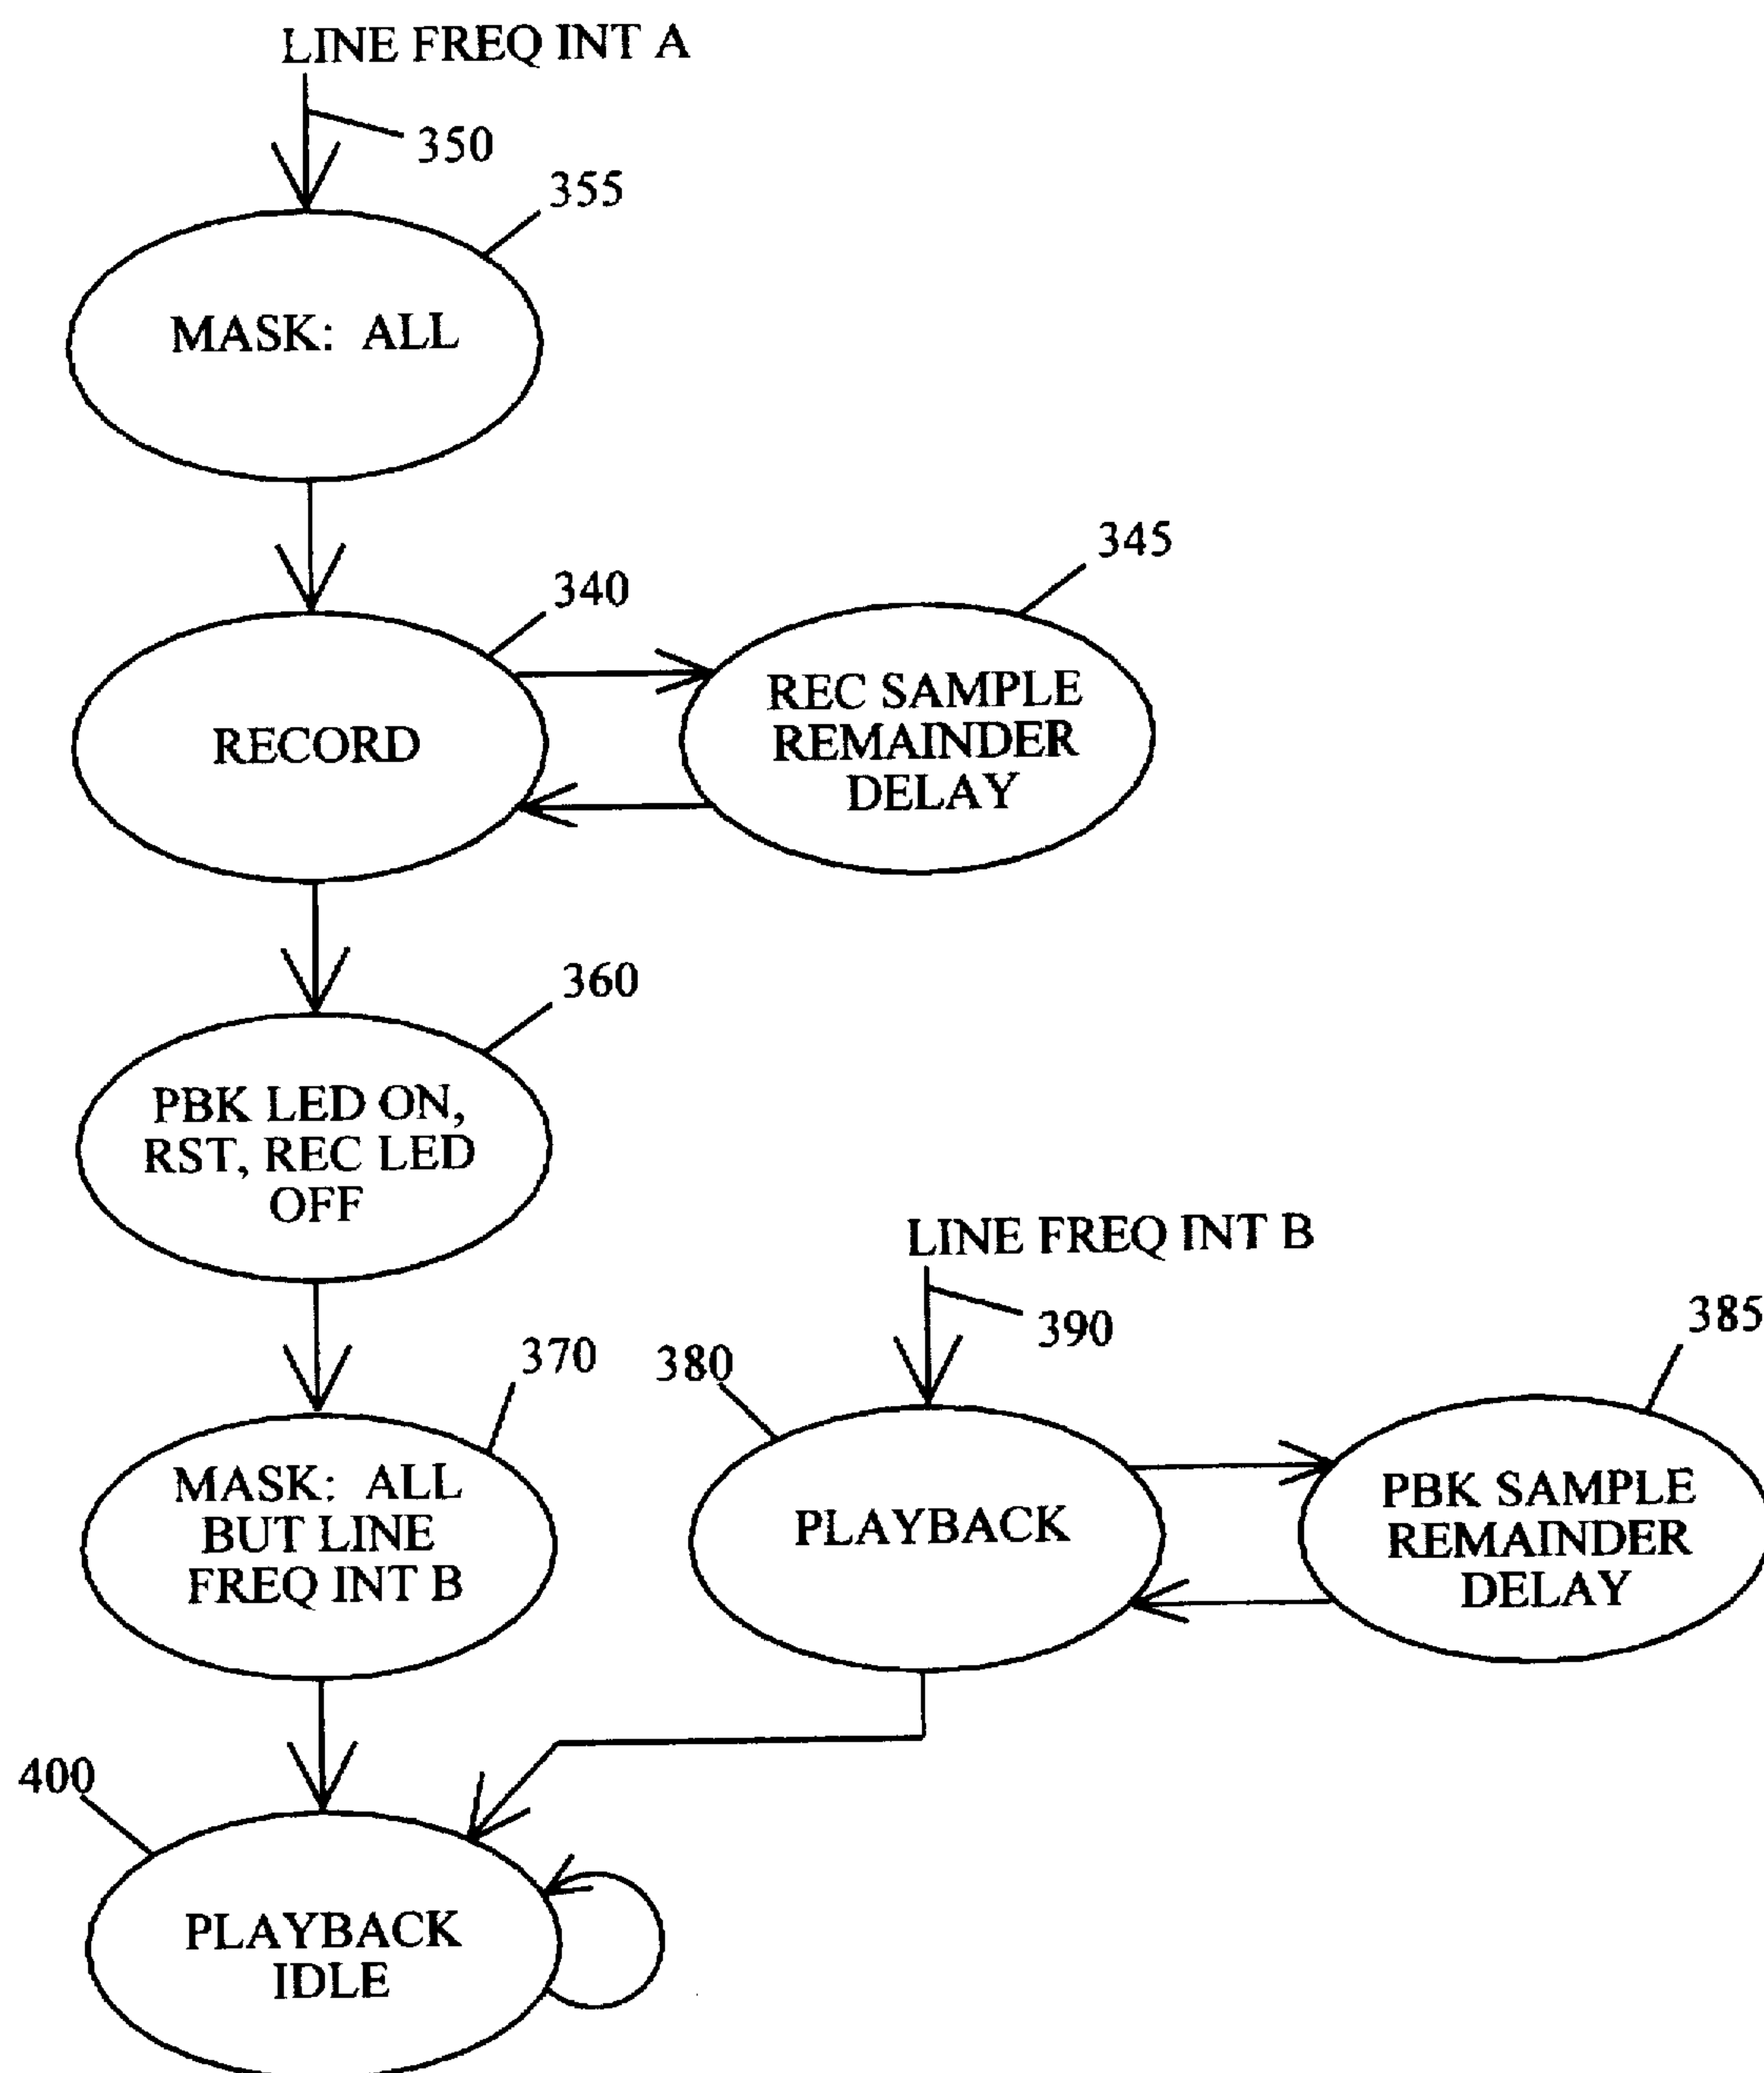 LINE FREQ INT A
350
355
MASK: ALL
345
340
REC SAMPLE
REMAINDER
DELAY
RECORD
360
PBK LED ON,
RST, REC LED
OFF
LINE FREQ INT B
390
385
370
380
MASK: ALL
BUT LINE
FREQ INT B
PLAYBACK
PBK SAMPLE
REMAINDER
DELAY
400
PLAYBACK
IDLE